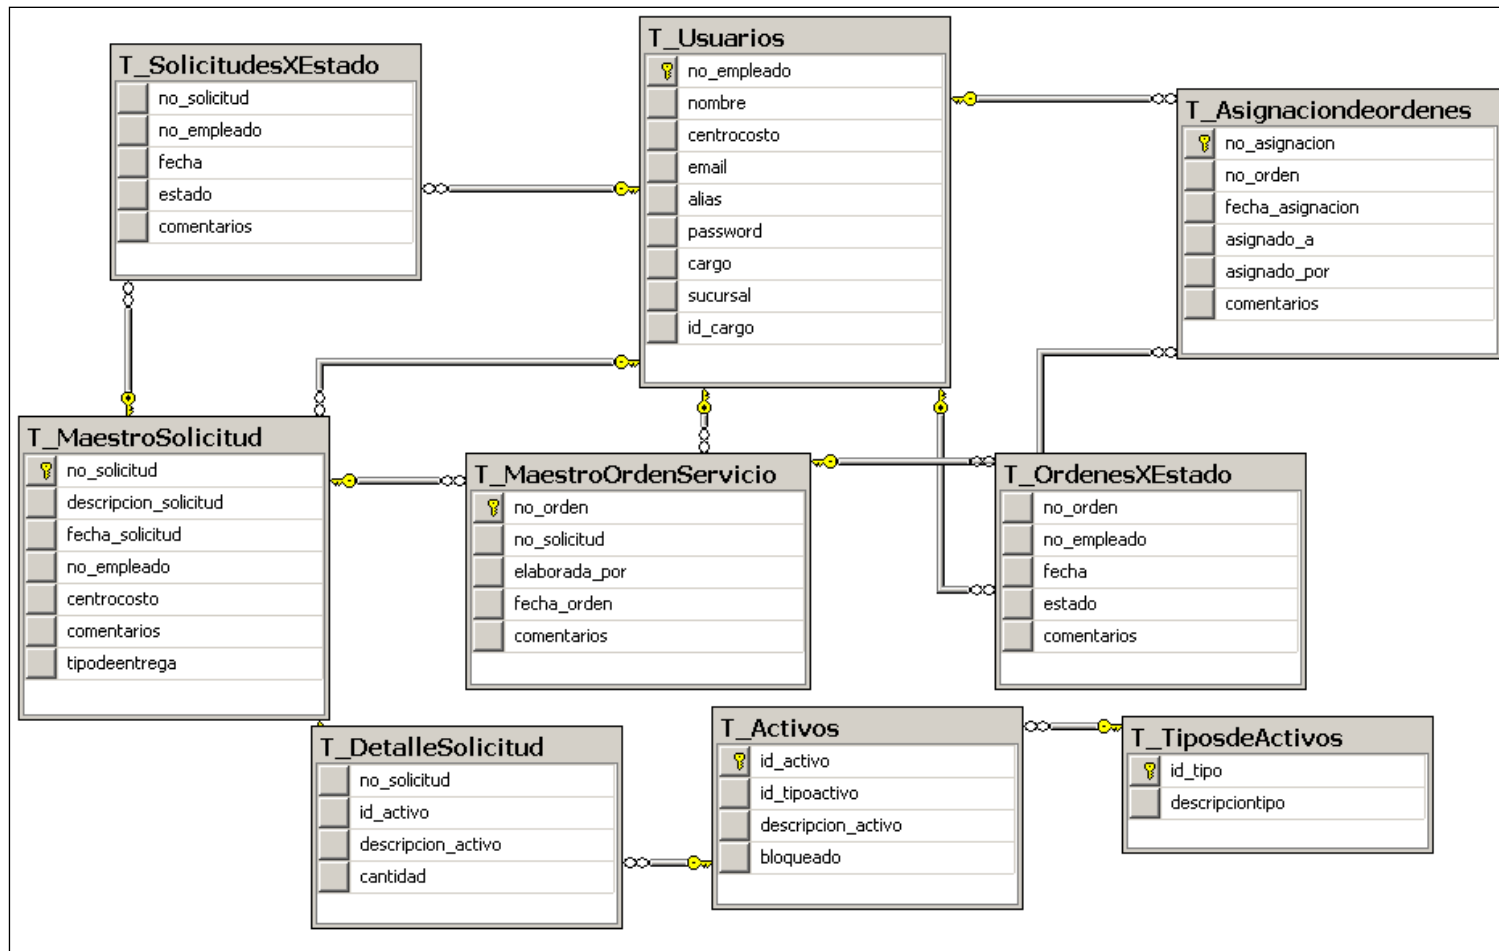 T_SolicitudesXEstado
no_solicitud
no_empleado
fecha
estado
comentarios
T_Usuarios
no_empleado
nombre
centrocosto
email
alias
password
cargo
sucursal
id_cargo
T_Asignaciondeordenes
no_asignacion
no_orden
fecha_asignacion
asignado_a
asignado_por
comentarios
T_MaestroSolicitud
no_solicitud
descripcion_solicitud
fecha_solicitud
no_empleado
centrocosto
comentarios
tipodeentrega
T_MaestroOrdenServicio
no_orden
no_solicitud
elaborada_por
fecha_orden
comentarios
T_OrdenesXEstado
no_orden
no_empleado
fecha
estado
comentarios
T_DetalleSolicitud
no_solicitud
id_activo
descripcion_activo
cantidad
T_Activos
id_activo
id_tipoactivo
descripcion_activo
bloqueado
T_TiposdeActivos
id_tipo
descripciontipo